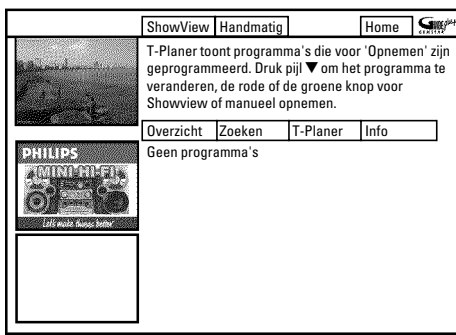 ShowView Handmatig Home GUIDE Plus+
GEMSTAR
T-Planer toont programma's die voor 'Opnemen' zijn
geprogrammeerd. Druk pijl ▼ om het programma te
veranderen, de rode of de groene knop voor
Showview of manueel opnemen.
Overzicht Zoeken T-Planer Info
Geen programma's
PHILIPS
MINI-HI-FI
Let's make things better